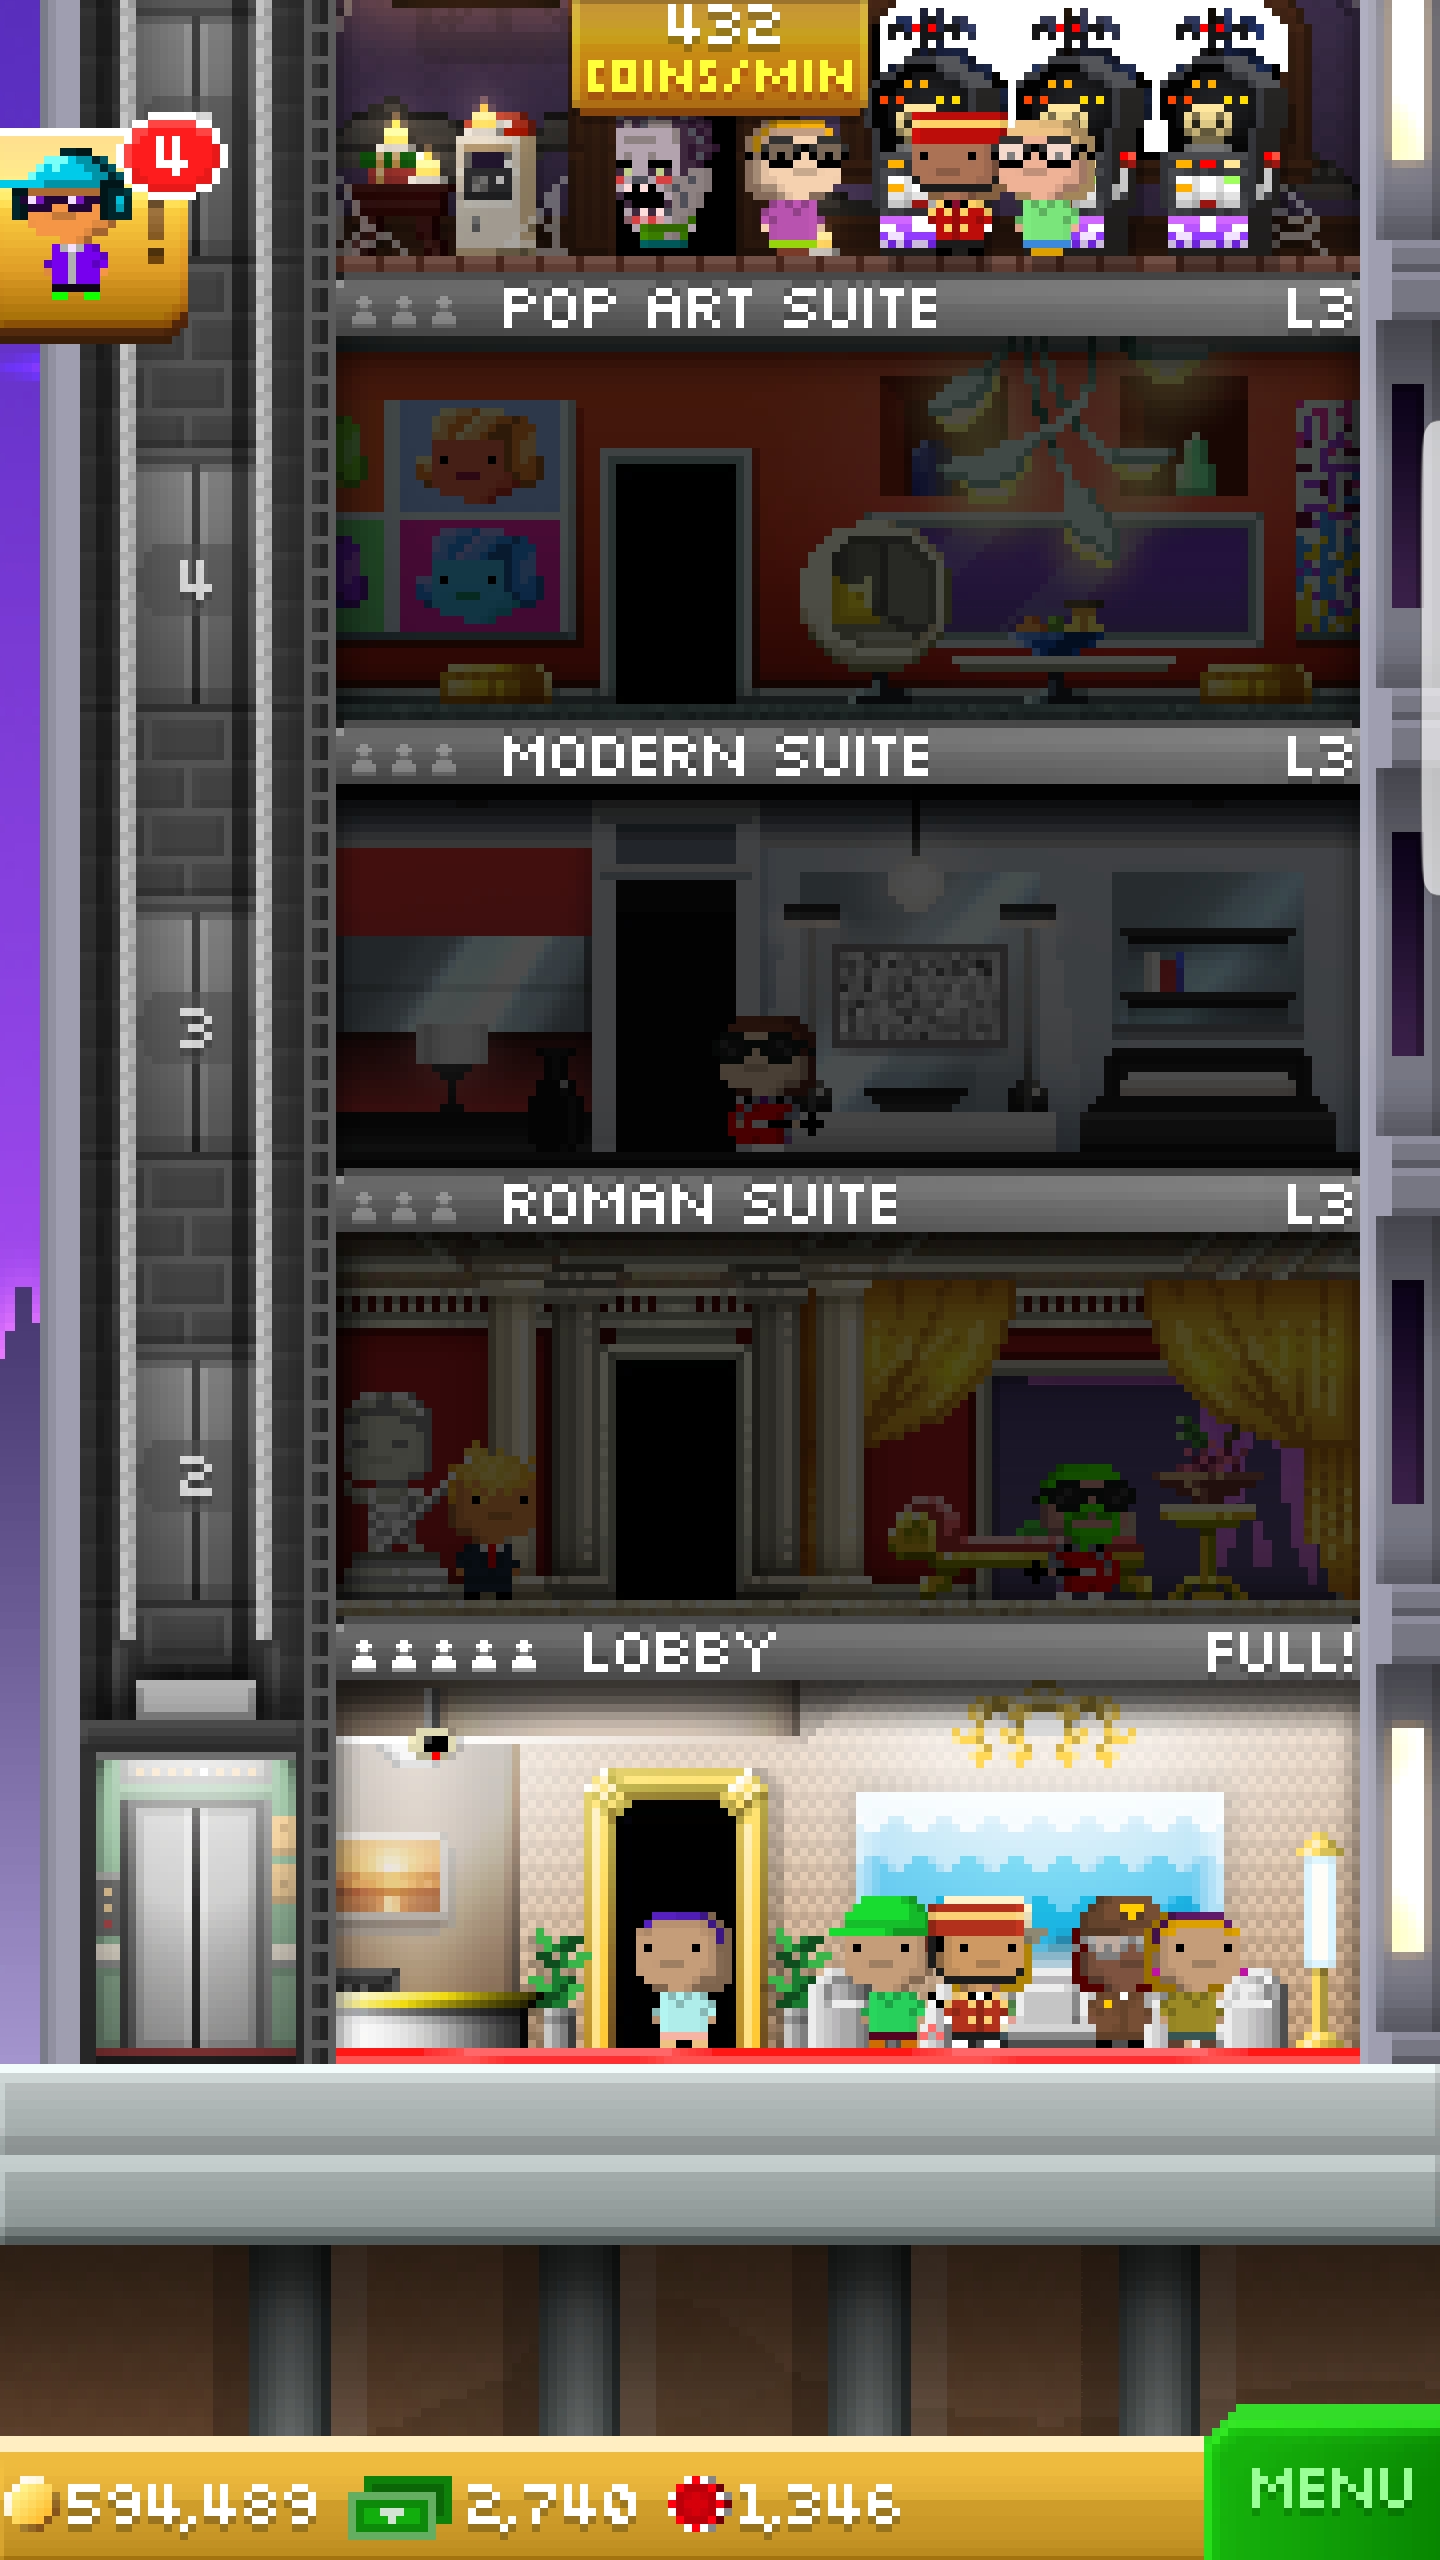 432
COINS/MIN
4
POP ART SUITE L3
4
MODERN SUITE L3
3
ROMAN SUITE L3
2
LOBBY FULL!
594,489 2,740 1,346
MENU